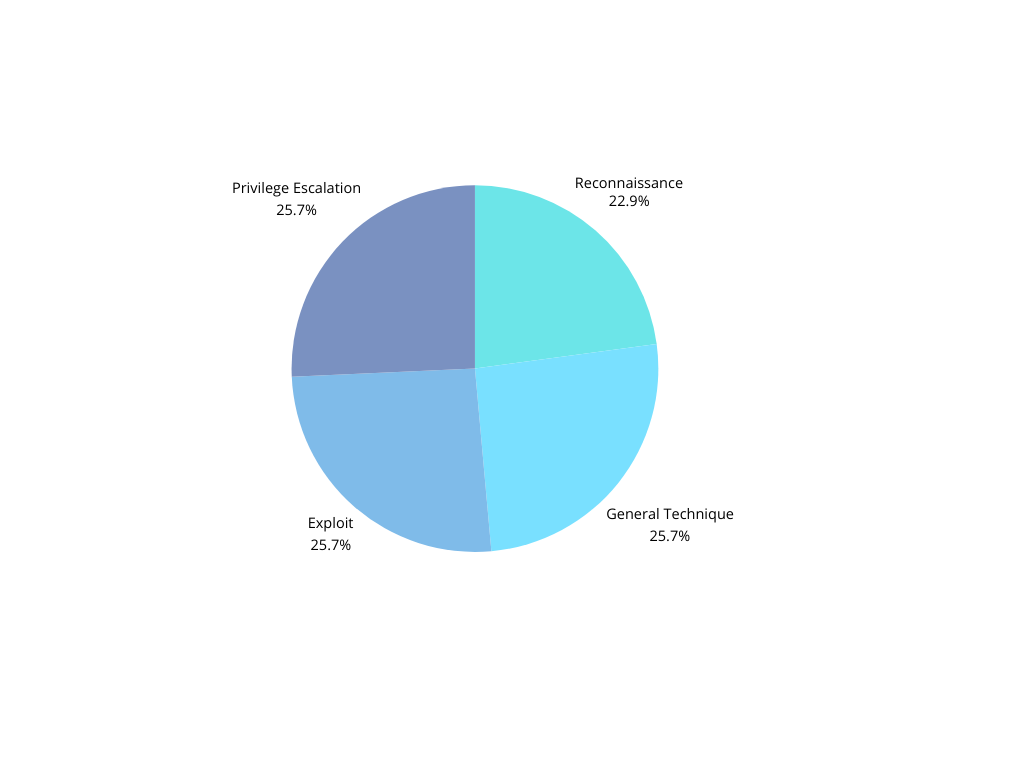 Privilege Escalation
25.7%
Reconnaissance
22.9%
Exploit
25.7%
General Technique
25.7%